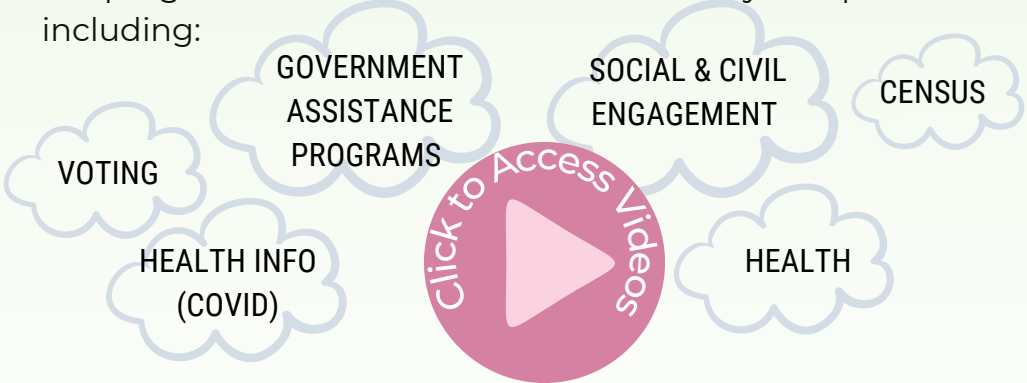 including:
GOVERNMENT
ASSISTANCE
PROGRAMS
SOCIAL & CIVIL
ENGAGEMENT
CENSUS
VOTING
Click to Access Videos
HEALTH INFO
(COVID)
HEALTH